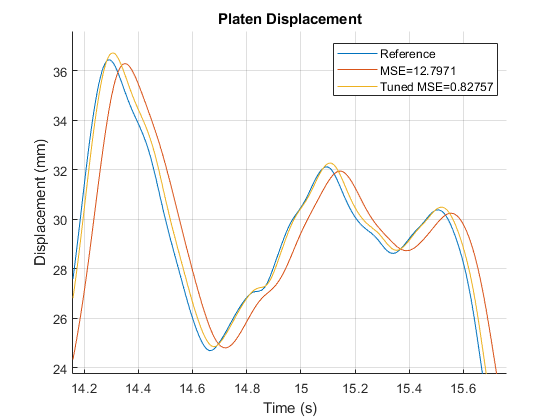 Platen Displacement
Reference
MSE=12.7971
Tuned MSE=0.82757
Displacement (mm)
36
34
32
30
28
26
24
14.2 14.4 14.6 14.8 15 15.2 15.4 15.6
Time (s)